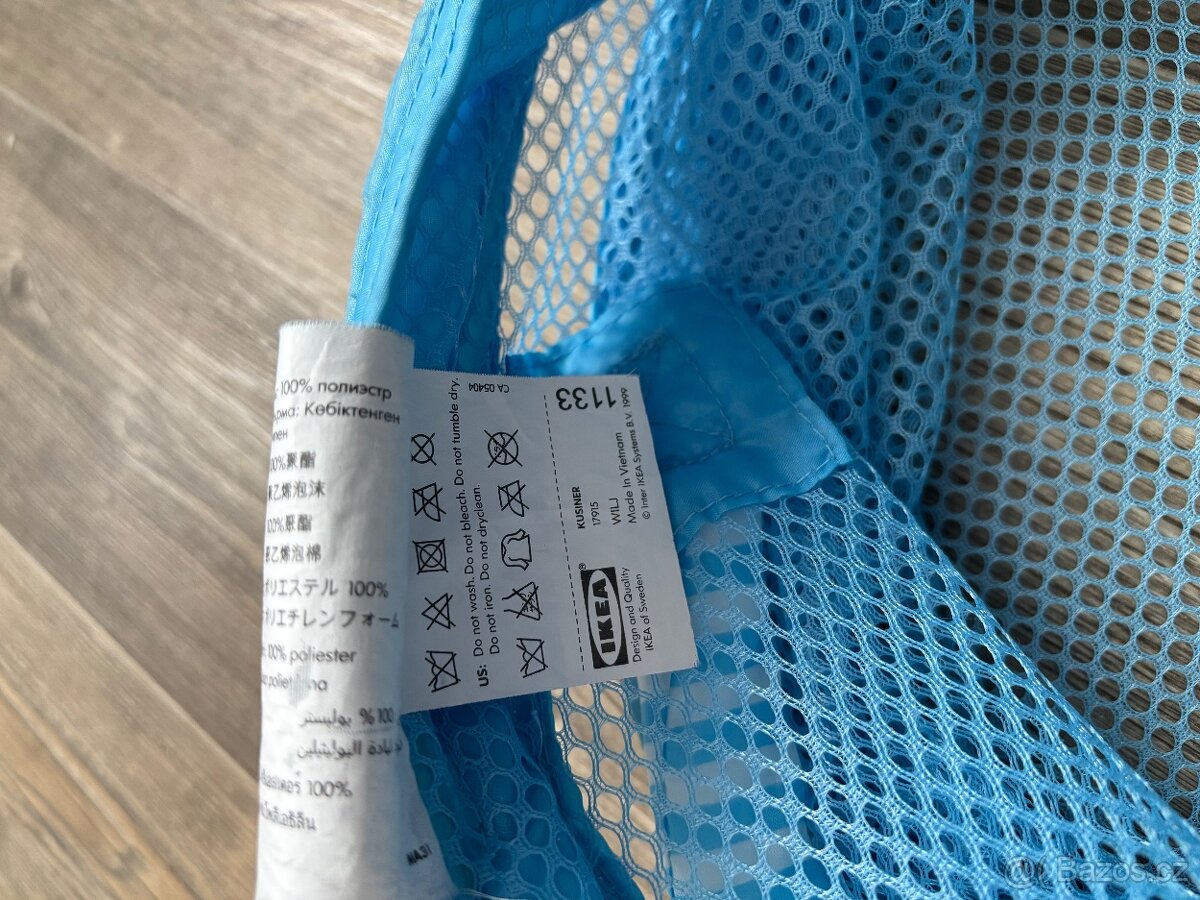 100% полиэстр
рма: Көбіктенген
лен
100%聚酯
聚乙烯泡沫
100%聚酯
聚乙烯泡棉
ポリエステル 100%
ポリエチレンフォーム
100% poliester
% 100 بوليستر
100%
MA31
US: Do not wash. Do not bleach. Do not tumble dry.
Do not iron. Do not dryclean.
CA 05404
1133
KUSINER
17915
WILJ
Made In Vietnam
© Inter IKEA Systems B.V. 1999
IKEA®
Design and Quality
IKEA of Sweden
© Bazos.cz